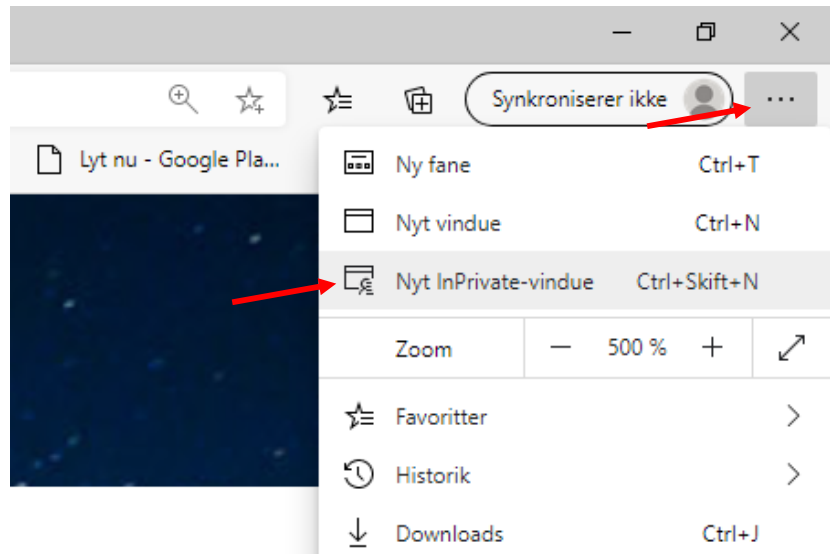 Synkroniserer ikke
Lyt nu - Google Pla...
Ny fane Ctrl+T
Nyt vindue Ctrl+N
Nyt InPrivate-vindue Ctrl+Skift+N
Zoom — 500 % +
Favoritter
Historik
Downloads Ctrl+J